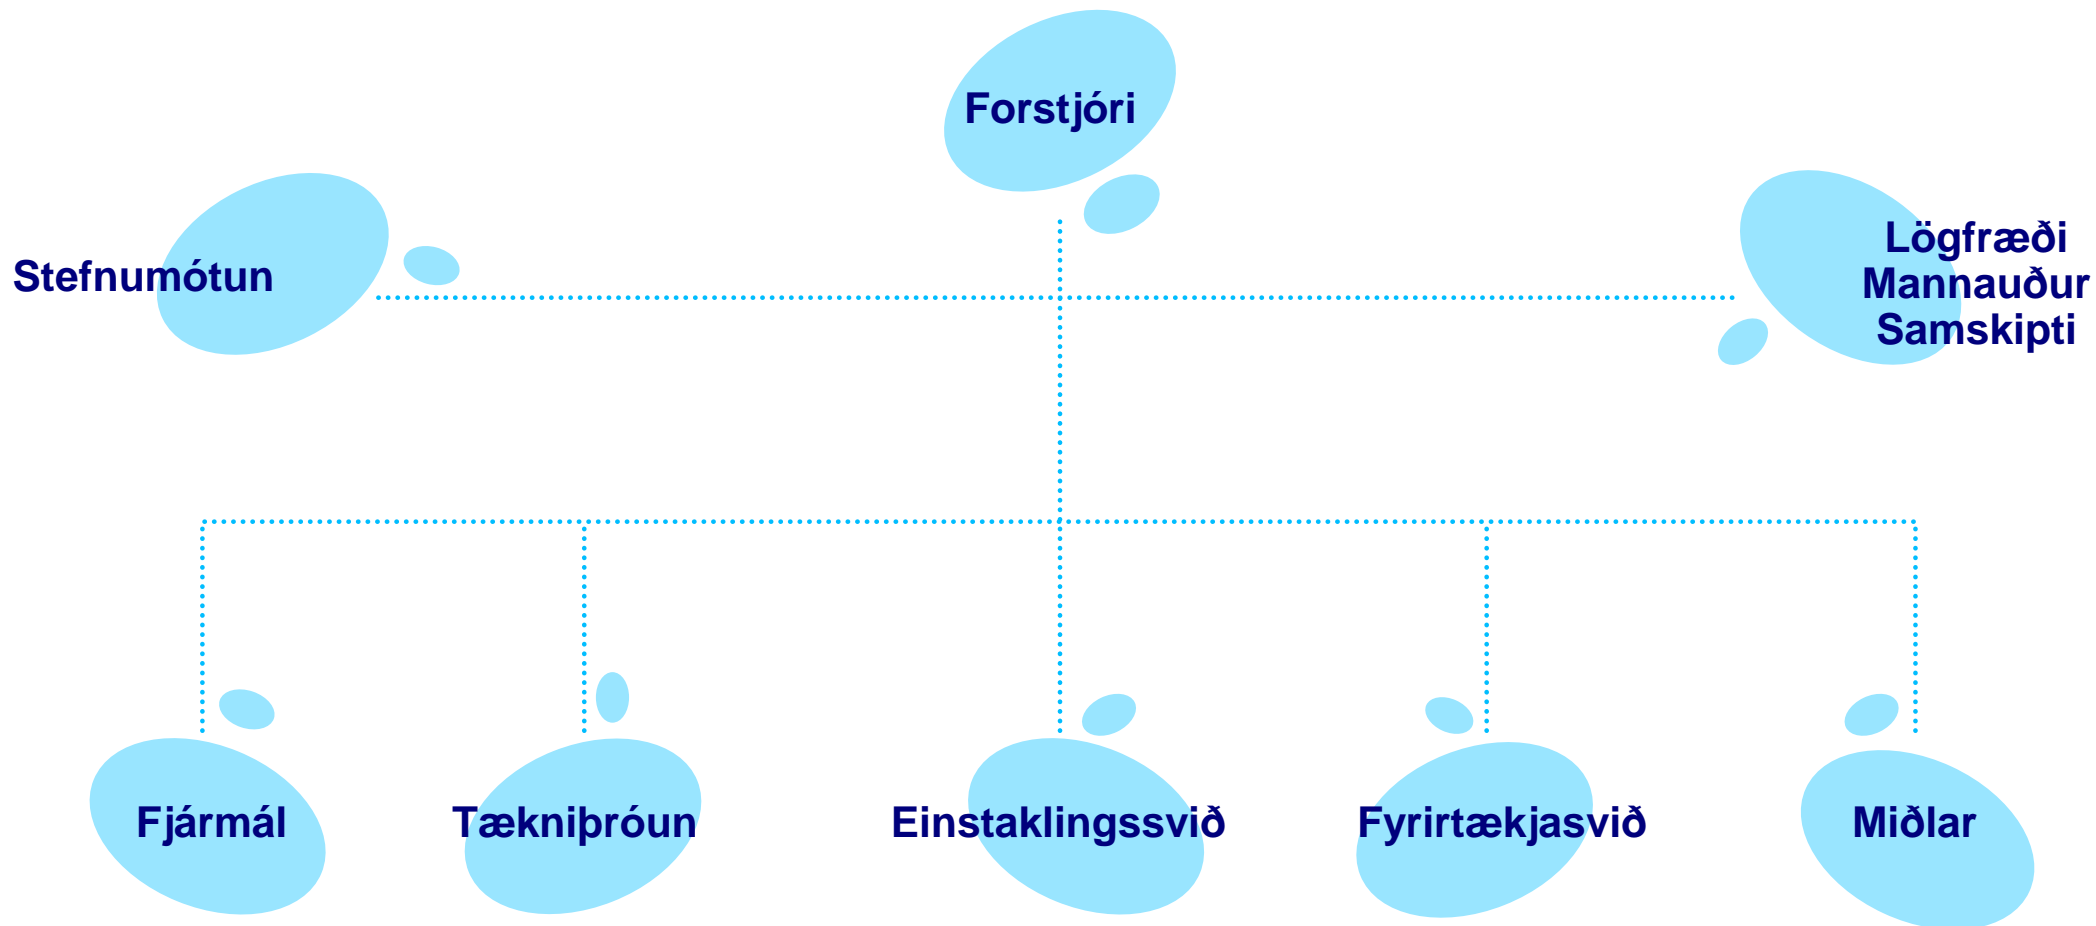 Forstjóri
Stefnumótun
Lögfræði
Mannauður
Samskipti
Fjármál
Tækniþróun
Einstaklingssvið
Fyrirtækjasvið
Miðlar